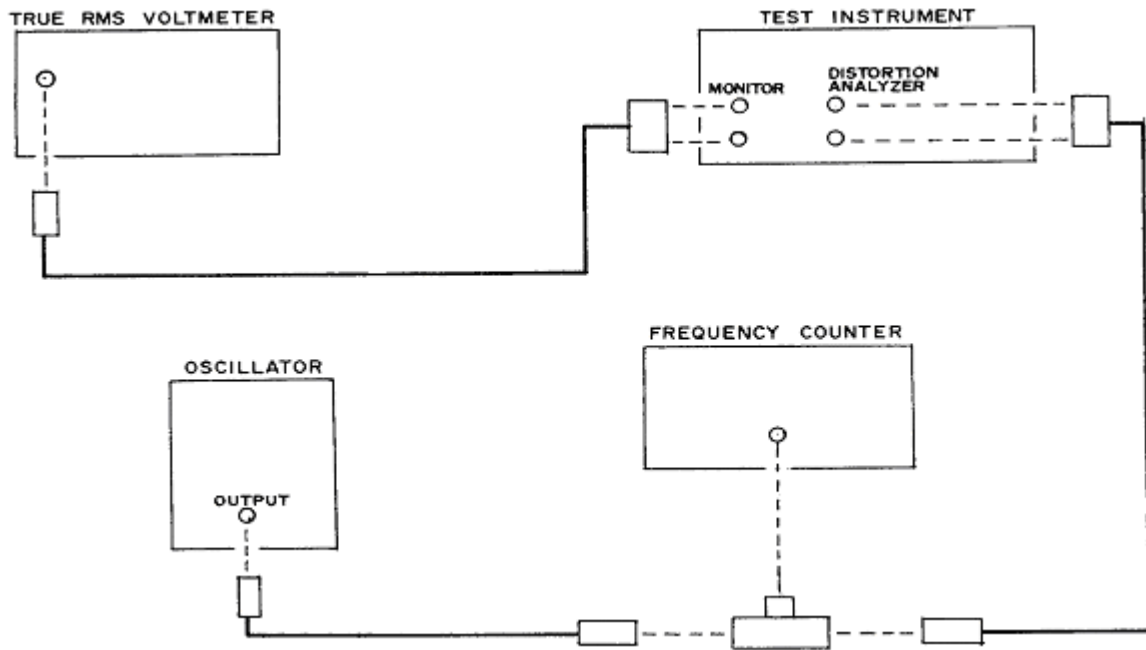 TRUE RMS VOLTMETER
TEST INSTRUMENT
MONITOR
DISTORTION
ANALYZER
FREQUENCY COUNTER
OSCILLATOR
OUTPUT